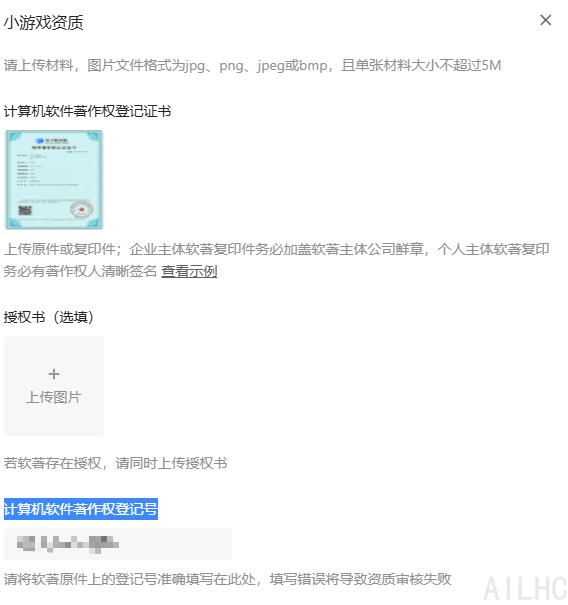 小游戏资质
请上传材料，图片文件格式为jpg、png、jpeg或bmp，且单张材料大小不超过5M
计算机软件著作权登记证书
上传原件或复印件；企业主体软著复印件务必加盖软著主体公司鲜章，个人主体软著复印
务必有著作权人清晰签名 查看示例
授权书（选填）
+
上传图片
若软著存在授权，请同时上传授权书
计算机软件著作权登记号
请将软著原件上的登记号准确填写在此处，填写错误将导致资质审核失败
AILHC